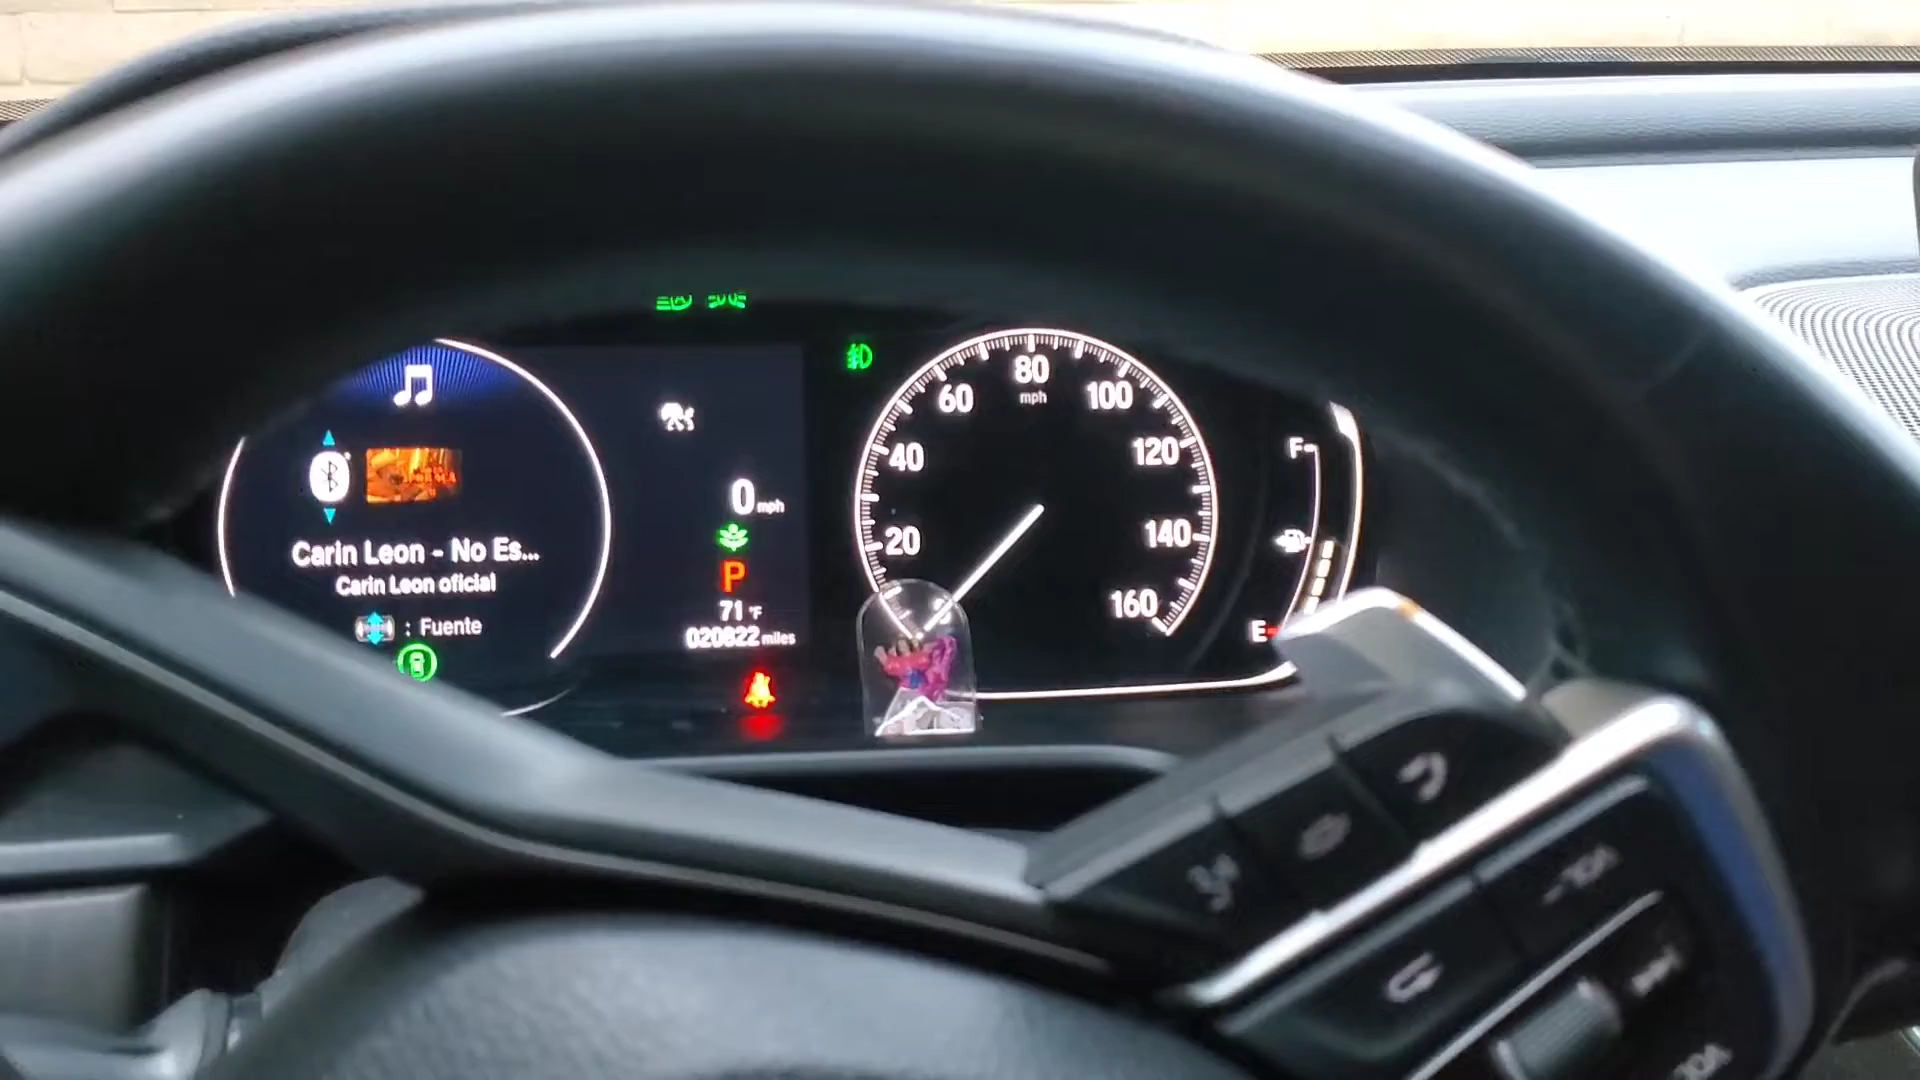 Carin Leon - No Es...
Carin Leon oficial
: Fuente
0 mph
P
71 °F
020822 miles
20
40
60
80
mph
100
120
140
160
F
E